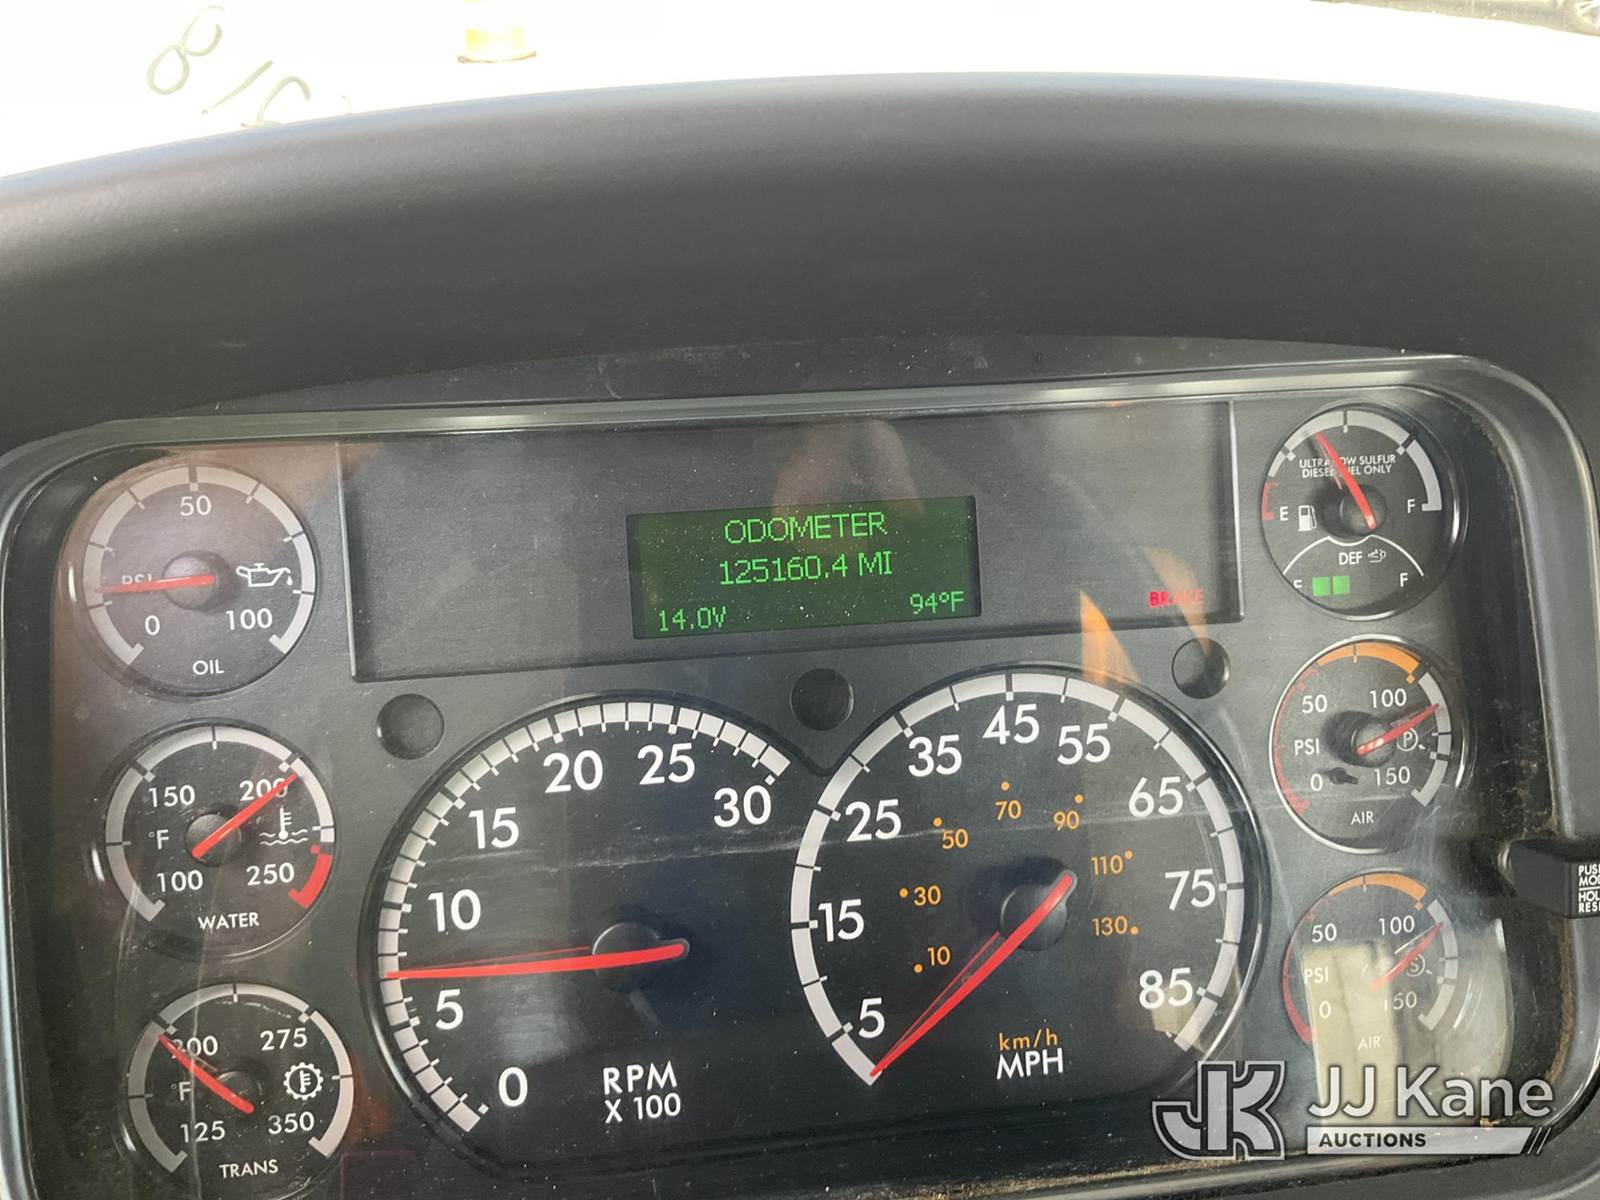 ODOMETER
125160.4 MI
14.0V
94°F
BRAKE
50
PSI
0
100
OIL
150
200
°F
100
250
WATER
200
275
°F
125
350
TRANS
0
5
10
15
20
25
30
RPM
X 100
5
15
25
35
45
55
65
75
85
10
30
50
70
90
110
130
km/h
MPH
ULTRA LOW SULFUR
DIESEL FUEL ONLY
E
F
DEF
E
F
50
100
PSI
P
0
150
AIR
50
100
PSI
S
0
150
AIR
JK
JJ Kane
AUCTIONS